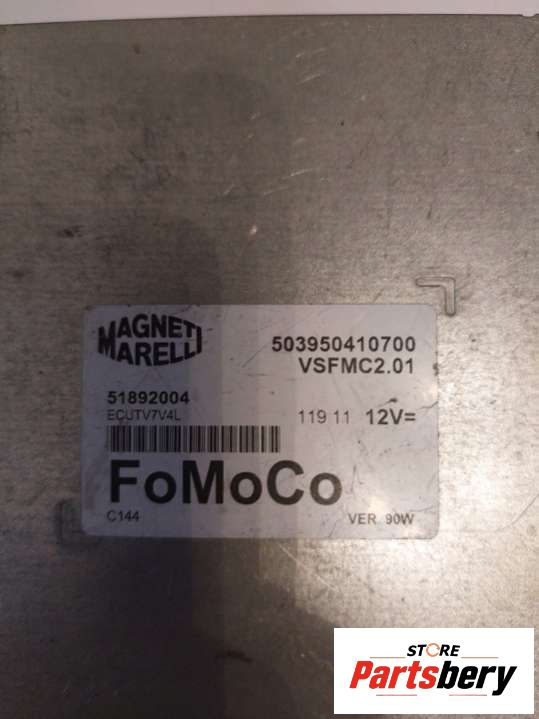 MAGNETI
MARELLI
503950410700
VSFMC2.01
51892004
ECUTV7V4L
119 11 12V=
FoMoCo
C144
VER. 90W
STORE
Partsbery